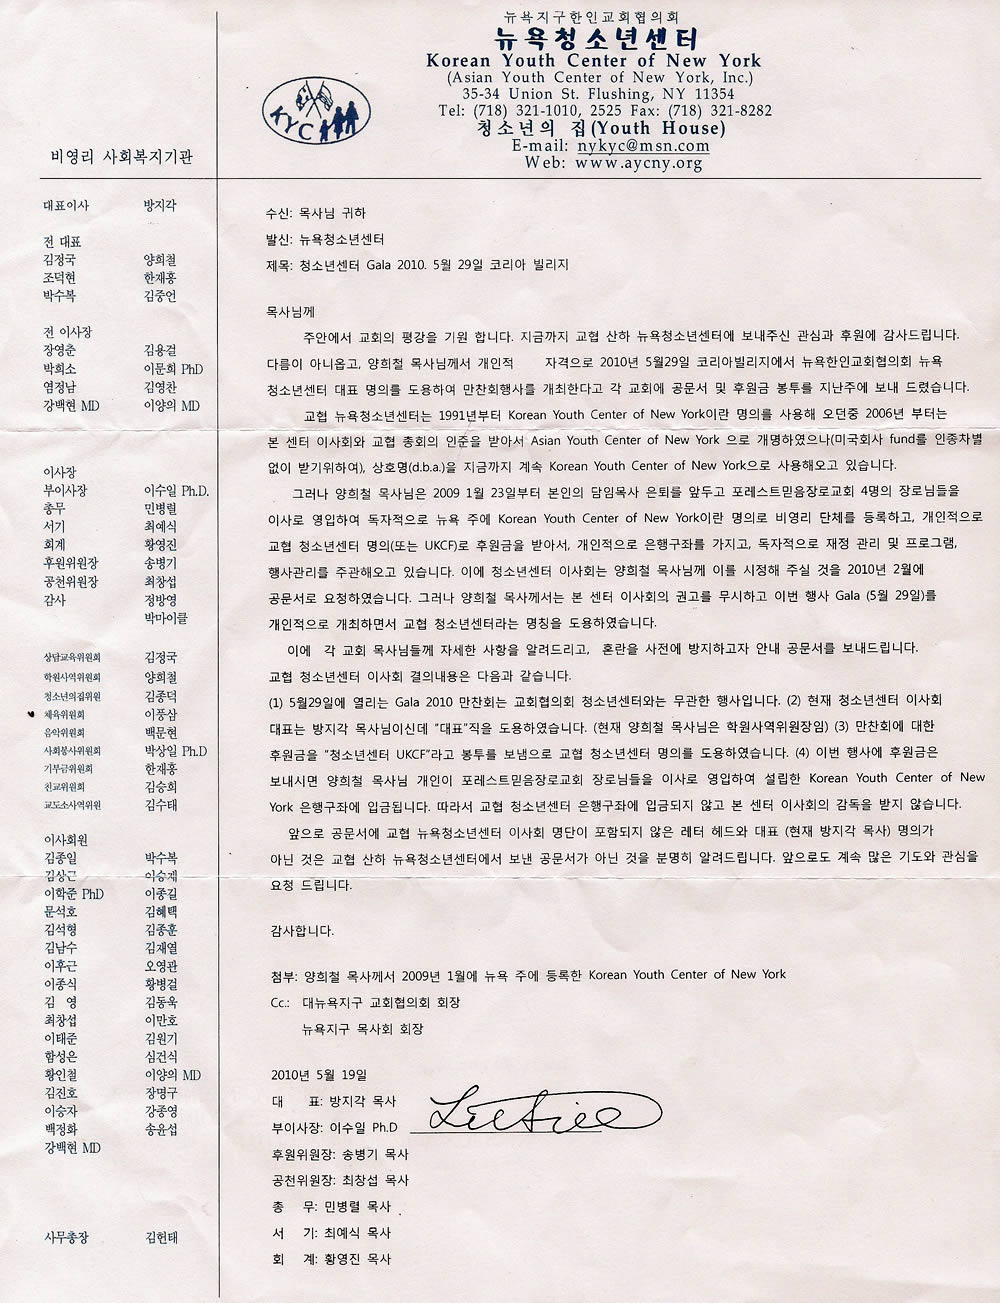 뉴욕지구한인교회협의회
뉴욕청소년센터
Korean Youth Center of New York
(Asian Youth Center of New York, Inc.)
35-34 Union St. Flushing, NY 11354
Tel: (718) 321-1010, 2525 Fax: (718) 321-8282
청소년의 집(Youth House)
E-mail: nykyc@msn.com
Web: www.aycny.org
KYC
비영리 사회복지기관
대표이사 방지각
전 대표
김정국 양희철
조덕현 한재홍
박수복 김중언
전 이사장
장영춘 김용걸
박희소 이문희 PhD
염정남 김영찬
강백현 MD 이양의 MD
이사장
부이사장 이수일 Ph.D.
총무 민병렬
서기 최예식
회계 황영진
후원위원장 송병기
공천위원장 최창섭
감사 정방영
박마이클
상담교육위원회 김정국
학원사역위원회 양희철
청소년의집위원 김종덕
체육위원회 이풍삼
음악위원회 백문현
사회봉사위원회 박상일 Ph.D
기부금위원회 한재홍
친교위원회 김승희
교도소사역위원 김수태
이사회원
김종일 박수복
김상근 이승재
이학준 PhD 이종길
문석호 김혜택
김석형 김종훈
김남수 김재열
이후근 오영관
이종식 황병걸
김 영 김동욱
최창섭 이만호
이태준 김원기
함성은 심건식
황인철 이양의 MD
김진호 장명구
이승자 강종영
백정화 송윤섭
강백현 MD
사무총장 김헌태
수신: 목사님 귀하
발신: 뉴욕청소년센터
제목: 청소년센터 Gala 2010. 5월 29일 코리아 빌리지
목사님께
주안에서 교회의 평강을 기원 합니다. 지금까지 교협 산하 뉴욕청소년센터에 보내주신 관심과 후원에 감사드립니다.
다름이 아니옵고, 양희철 목사님께서 개인적 자격으로 2010년 5월29일 코리아빌리지에서 뉴욕한인교회협의회 뉴욕
청소년센터 대표 명의를 도용하여 만찬회행사를 개최한다고 각 교회에 공문서 및 후원금 봉투를 지난주에 보내 드렸습니다.
교협 뉴욕청소년센터는 1991년부터 Korean Youth Center of New York이란 명의를 사용해 오던중 2006년 부터는
본 센터 이사회와 교협 총회의 인준을 받아서 Asian Youth Center of New York 으로 개명하였으나(미국회사 fund를 인종차별
없이 받기위하여), 상호명(d.b.a.)을 지금까지 계속 Korean Youth Center of New York으로 사용해오고 있습니다.
그러나 양희철 목사님은 2009 1월 23일부터 본인의 담임목사 은퇴를 앞두고 포레스트믿음장로교회 4명의 장로님들을
이사로 영입하여 독자적으로 뉴욕 주에 Korean Youth Center of New York이란 명의로 비영리 단체를 등록하고, 개인적으로
교협 청소년센터 명의(또는 UKCF)로 후원금을 받아서, 개인적으로 은행구좌를 가지고, 독자적으로 재정 관리 및 프로그램,
행사관리를 주관해오고 있습니다. 이에 청소년센터 이사회는 양희철 목사님께 이를 시정해 주실 것을 2010년 2월에
공문서로 요청하였습니다. 그러나 양희철 목사께서는 본 센터 이사회의 권고를 무시하고 이번 행사 Gala (5월 29일)를
개인적으로 개최하면서 교협 청소년센터라는 명칭을 도용하였습니다.
이에 각 교회 목사님들께 자세한 사항을 알려드리고, 혼란을 사전에 방지하고자 안내 공문서를 보내드립니다.
교협 청소년센터 이사회 결의내용은 다음과 같습니다.
(1) 5월29일에 열리는 Gala 2010 만찬회는 교회협의회 청소년센터와는 무관한 행사입니다. (2) 현재 청소년센터 이사회
대표는 방지각 목사님이신데 "대표"직을 도용하였습니다. (현재 양희철 목사님은 학원사역위원장임) (3) 만찬회에 대한
후원금을 "청소년센터 UKCF"라고 봉투를 보냄으로 교협 청소년센터 명의를 도용하였습니다. (4) 이번 행사에 후원금은
보내시면 양희철 목사님 개인이 포레스트믿음장로교회 장로님들을 이사로 영입하여 설립한 Korean Youth Center of New
York 은행구좌에 입금됩니다. 따라서 교협 청소년센터 은행구좌에 입금되지 않고 본 센터 이사회의 감독을 받지 않습니다.
앞으로 공문서에 교협 뉴욕청소년센터 이사회 명단이 포함되지 않은 레터 헤드와 대표 (현재 방지각 목사) 명의가
아닌 것은 교협 산하 뉴욕청소년센터에서 보낸 공문서가 아닌 것을 분명히 알려드립니다. 앞으로도 계속 많은 기도와 관심을
요청 드립니다.
감사합니다.
첨부: 양희철 목사께서 2009년 1월에 뉴욕 주에 등록한 Korean Youth Center of New York
Cc.: 대뉴욕지구 교회협의회 회장
뉴욕지구 목사회 회장
2010년 5월 19일
대 표: 방지각 목사
부이사장: 이수일 Ph.D
후원위원장: 송병기 목사
공천위원장: 최창섭 목사
총 무: 민병렬 목사
서 기: 최예식 목사
회 계: 황영진 목사